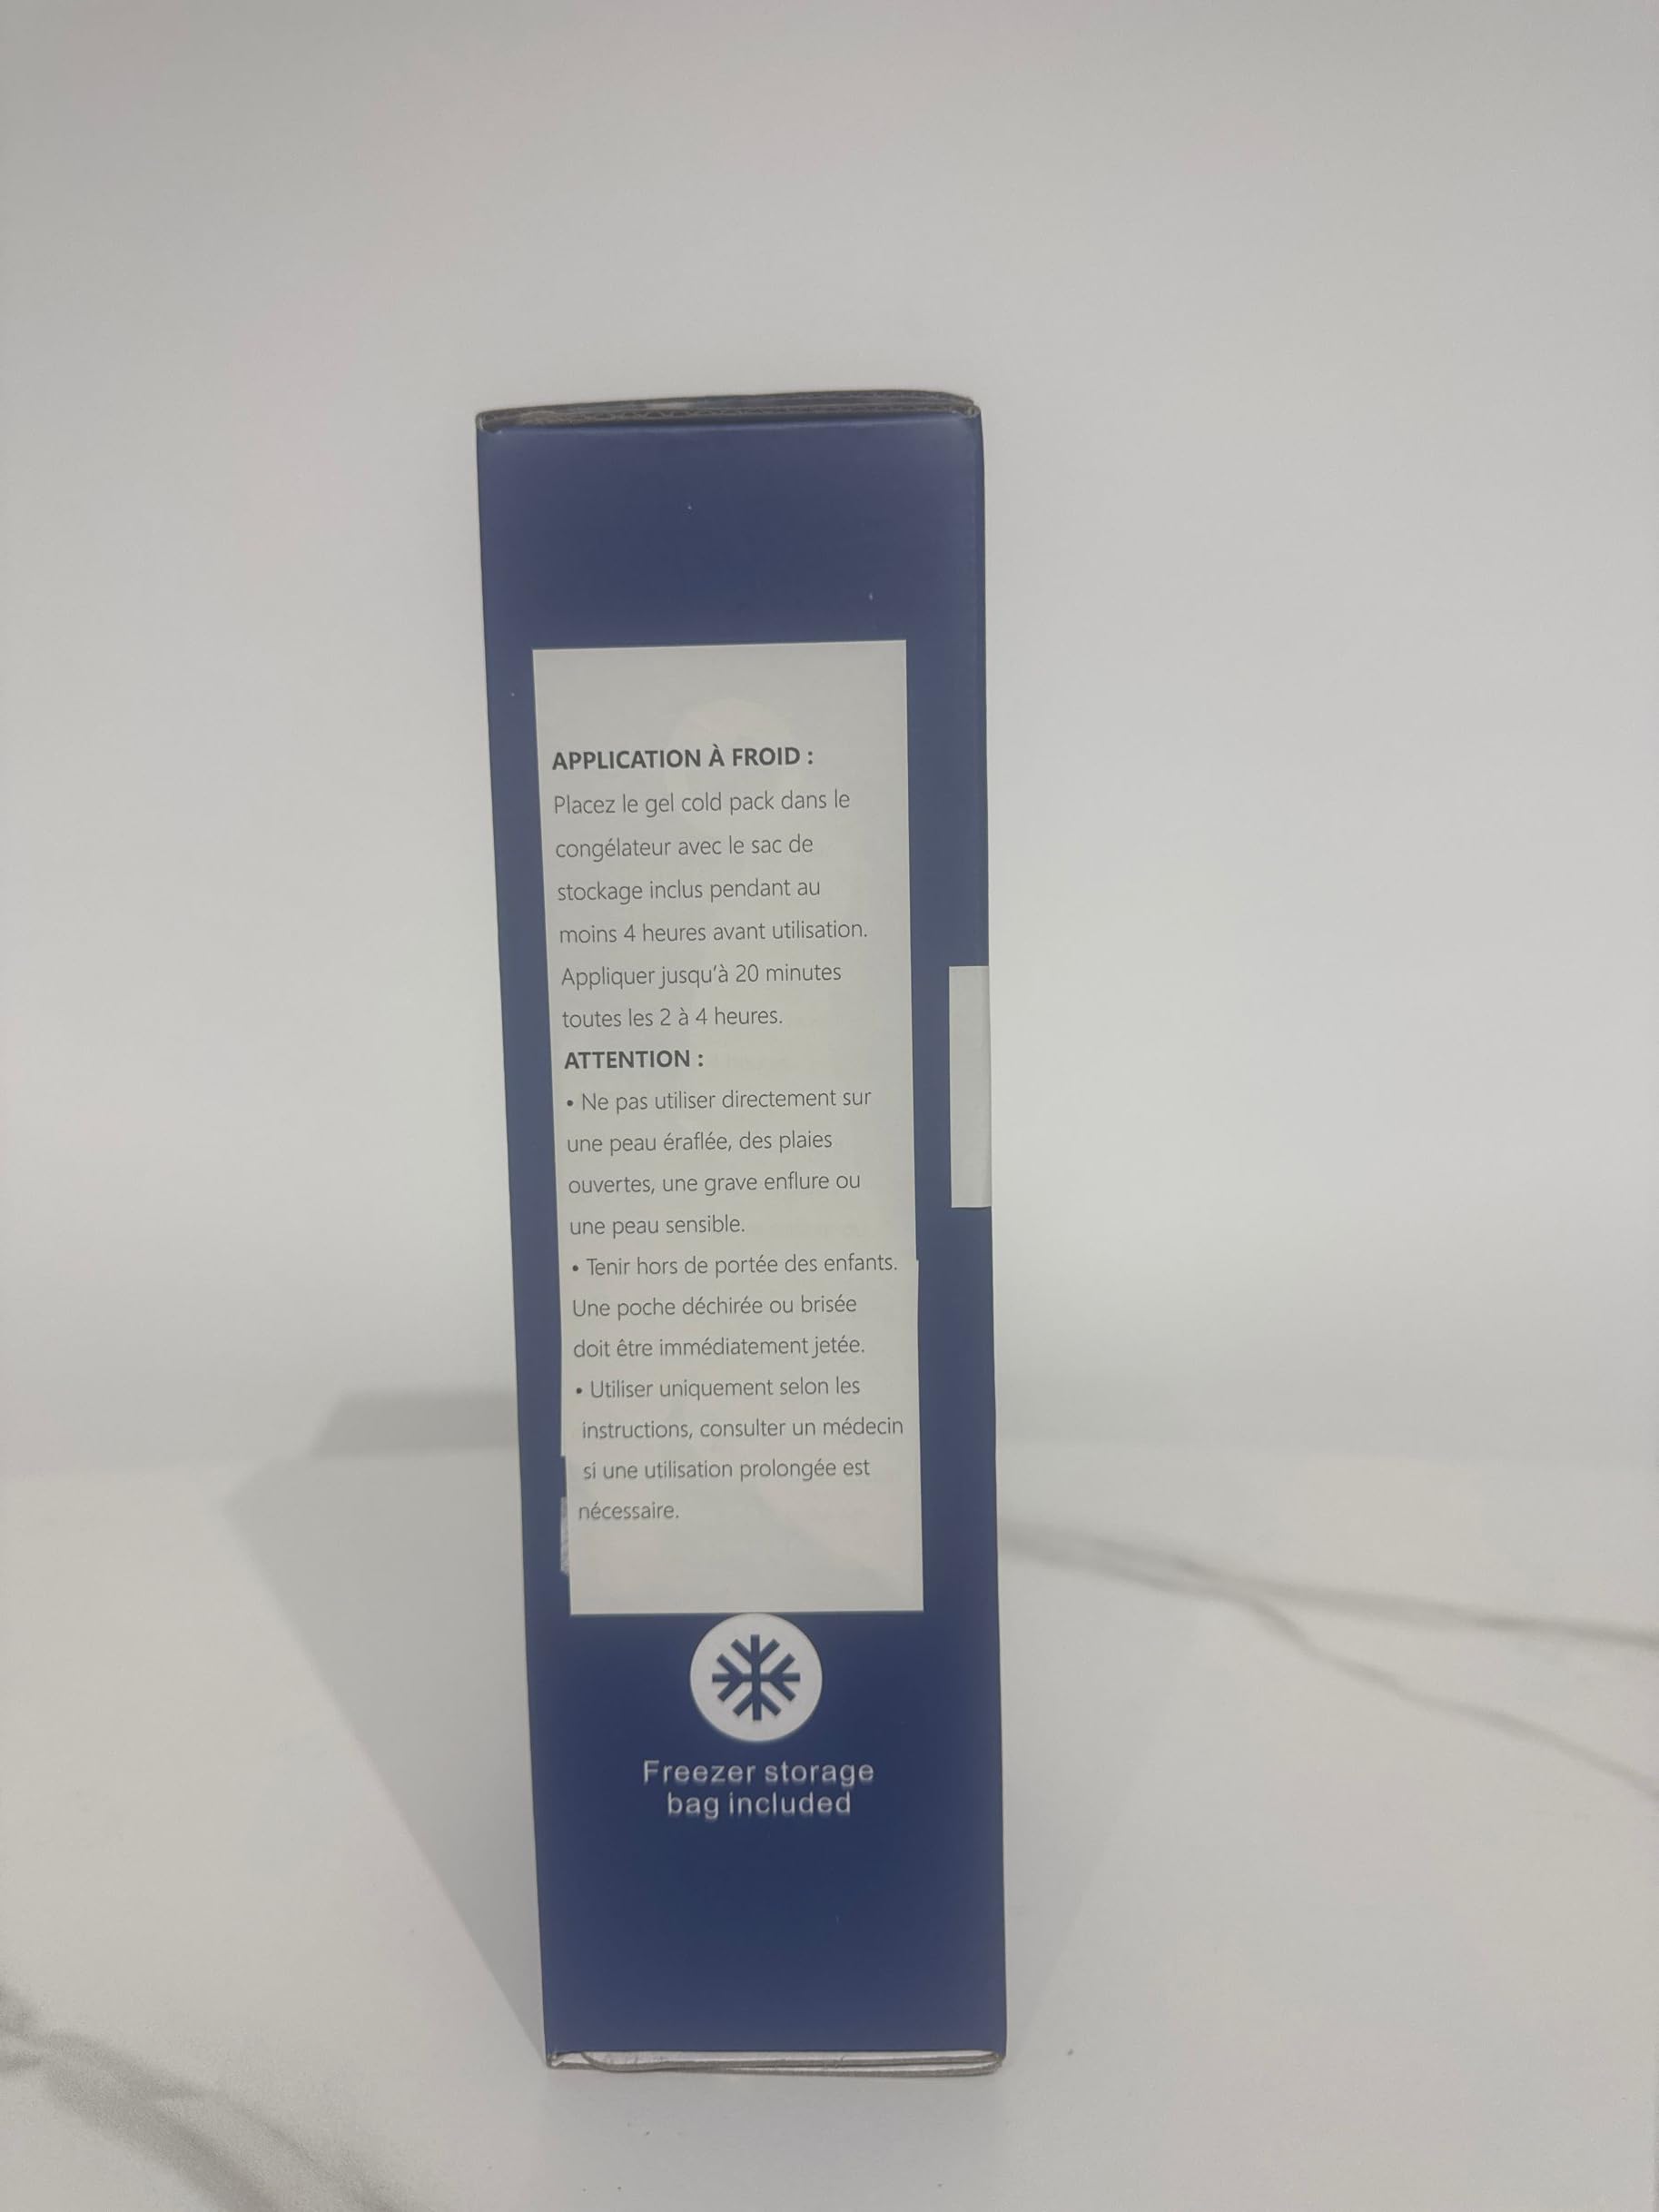 APPLICATION À FROID :
Placez le gel cold pack dans le
congélateur avec le sac de
stockage inclus pendant au
moins 4 heures avant utilisation.
Appliquer jusqu'à 20 minutes
toutes les 2 à 4 heures.
ATTENTION :
• Ne pas utiliser directement sur
une peau éraflée, des plaies
ouvertes, une grave enflure ou
une peau sensible.
• Tenir hors de portée des enfants.
Une poche déchirée ou brisée
doit être immédiatement jetée.
• Utiliser uniquement selon les
instructions, consulter un médecin
si une utilisation prolongée est
nécessaire.
Freezer storage
bag included